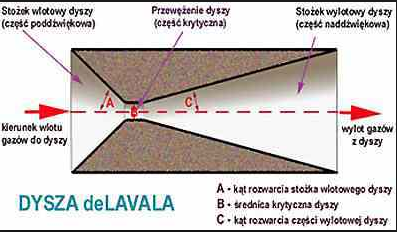 Stożek wlotowy dyszy
(część poddźwiękowa)
Przewężenie dyszy
(część krytyczna)
Stożek wylotowy dyszy
(część naddźwiękowa)
A
B
C
kierunek wlotu
gazów do dyszy
wylot gazów
z dyszy
DYSZA deLAVALA
A - kąt rozwarcia stożka wlotowego dyszy
B - średnica krytyczna dyszy
C - kąt rozwarcia części wylotowej dyszy